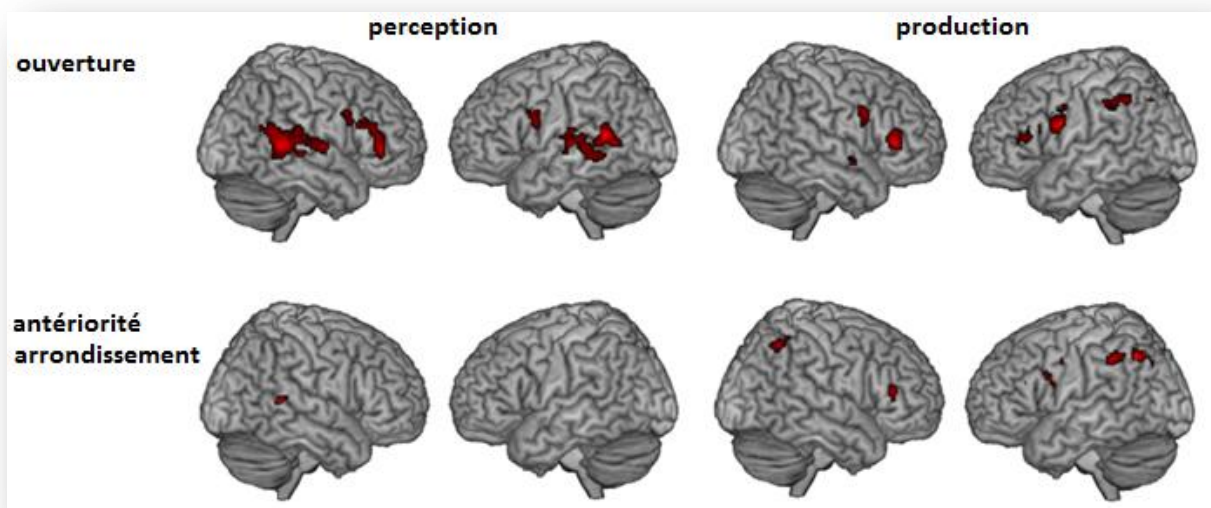 perception
production
ouverture
antériorité
arrondissement